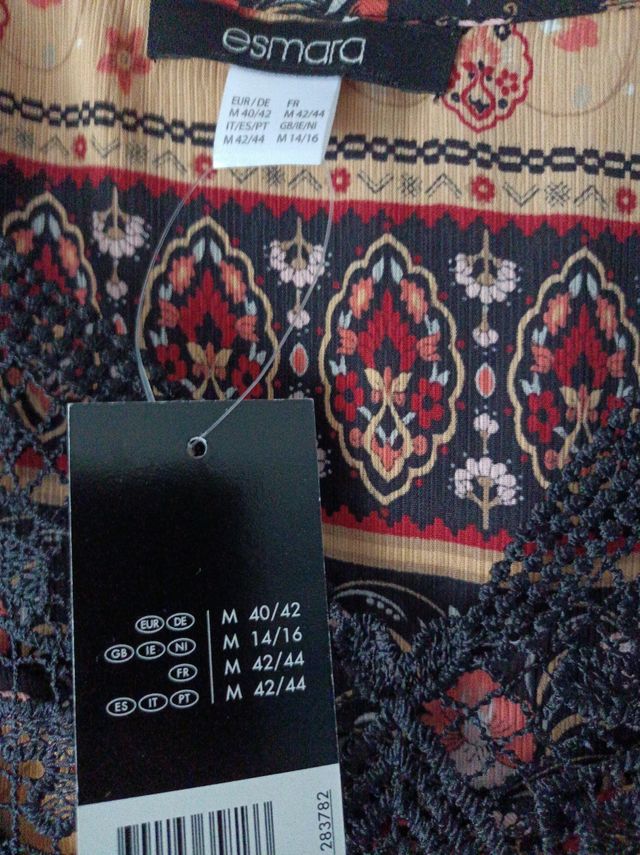 esmara
EUR/DE FR
M 40/42 M 42/44
IT/ES/PT GB/IE/NI
M 42/44 M 14/16
EUR DE M 40/42
GB IE NI M 14/16
FR M 42/44
ES IT PT M 42/44
283782